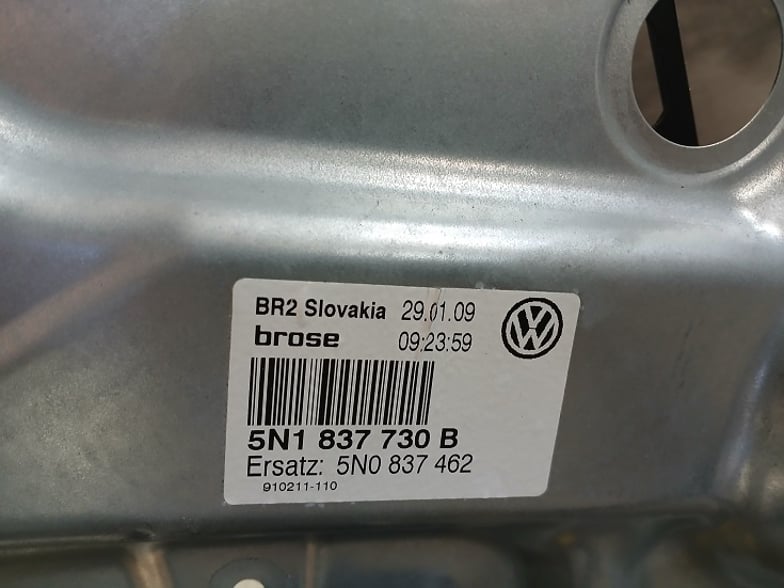 BR2 Slovakia 29.01.09
brose 09:23:59
5N1 837 730 B
Ersatz: 5N0 837 462
910211-110